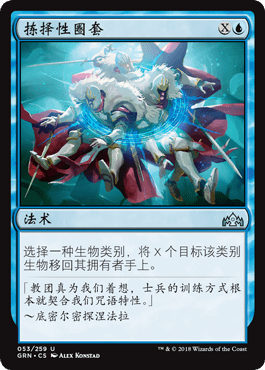 拣择性圈套 X
法术
选择一种生物类别,将 X 个目标该类别
生物移回其拥有者手上。
「教团真为我们着想,士兵的训练方式根
本就契合我们咒语特性。」
～底密尔密探涅法拉
053/259 U
GRN • CS ALEX KONSTAD
™ & © 2018 Wizards of the Coast